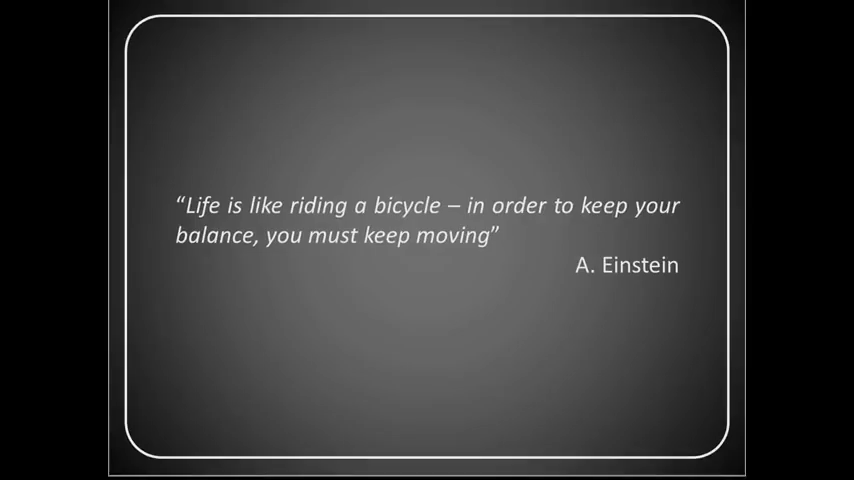 “Life is like riding a bicycle – in order to keep your
balance, you must keep moving”
A. Einstein